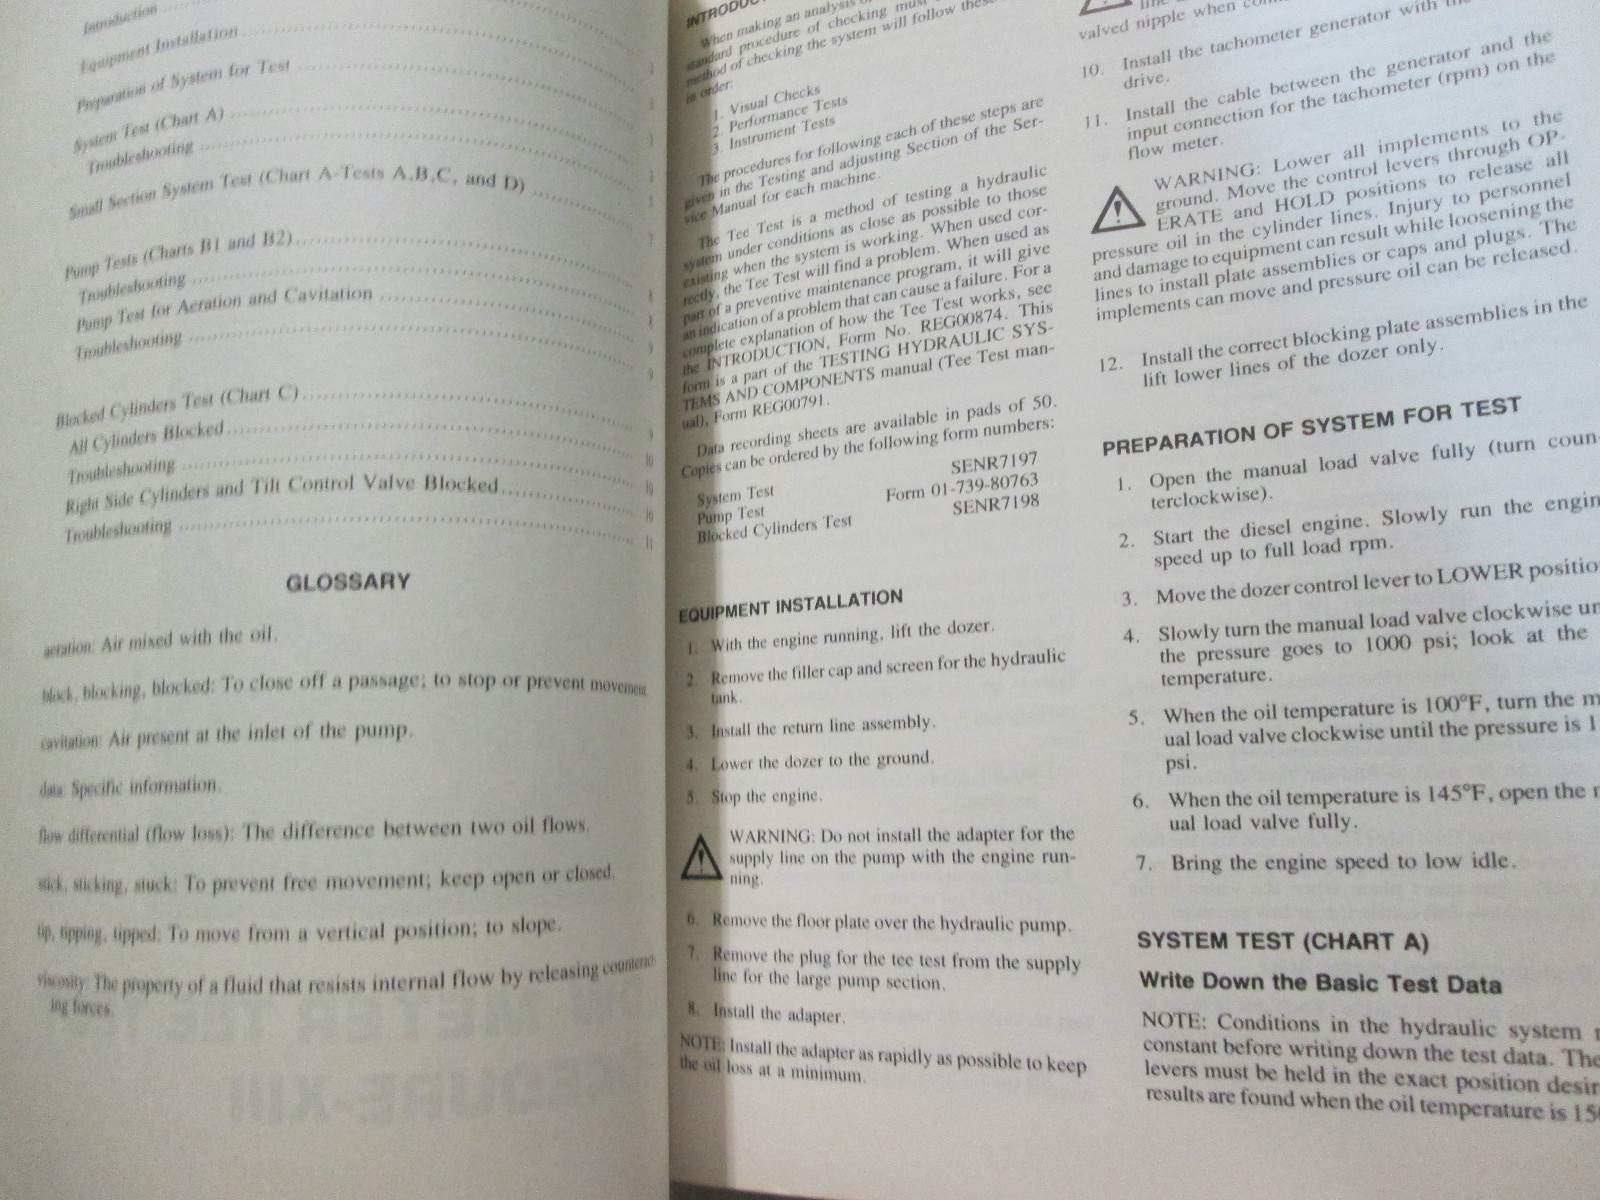 Introduction
Equipment Installation
Preparation of System for Test
System Test (Chart A)
Troubleshooting
Small Section System Test (Chart A-Tests A,B,C, and D)
Pump Tests (Charts B1 and B2)
Troubleshooting
Pump Test for Aeration and Cavitation
Troubleshooting
Blocked Cylinders Test (Chart C)
All Cylinders Blocked
Troubleshooting
Right Side Cylinders and Tilt Control Valve Blocked
Troubleshooting
GLOSSARY
aeration: Air mixed with the oil.
block, blocking, blocked: To close off a passage; to stop or prevent movement
cavitation: Air present at the inlet of the pump.
data: Specific information.
flow differential (flow loss): The difference between two oil flows.
stick, sticking, stuck: To prevent free movement; keep open or closed.
tip, tipping, tipped: To move from a vertical position; to slope.
viscosity: The property of a fluid that resists internal flow by releasing counteract-
ing forces.
INTRODUC
When making an analysis
standard procedure of checking must
method of checking the system will follow these
in order:
1. Visual Checks
2. Performance Tests
3. Instrument Tests
The procedures for following each of these steps are
given in the Testing and adjusting Section of the Ser-
vice Manual for each machine.
The Tee Test is a method of testing a hydraulic
system under conditions as close as possible to those
existing when the system is working. When used cor-
rectly, the Tee Test will find a problem. When used as
part of a preventive maintenance program, it will give
an indication of a problem that can cause a failure. For a
complete explanation of how the Tee Test works, see
the INTRODUCTION, Form No. REG00874. This
form is a part of the TESTING HYDRAULIC SYS-
TEMS AND COMPONENTS manual (Tee Test man-
ual), Form REG00791.
Data recording sheets are available in pads of 50.
Copies can be ordered by the following form numbers:
System Test SENR7197
Pump Test Form 01-739-80763
Blocked Cylinders Test SENR7198
EQUIPMENT INSTALLATION
1. With the engine running, lift the dozer.
2. Remove the filler cap and screen for the hydraulic
tank.
3. Install the return line assembly.
4. Lower the dozer to the ground.
5. Stop the engine.
WARNING: Do not install the adapter for the
supply line on the pump with the engine run-
ning.
6. Remove the floor plate over the hydraulic pump.
7. Remove the plug for the tee test from the supply
line for the large pump section.
8. Install the adapter.
NOTE: Install the adapter as rapidly as possible to keep
the oil loss at a minimum.
valved nipple when
10. Install the tachometer generator with the
drive.
11. Install the cable between the generator and the
input connection for the tachometer (rpm) on the
flow meter.
WARNING: Lower all implements to the
ground. Move the control levers through OP-
ERATE and HOLD positions to release all
pressure oil in the cylinder lines. Injury to personnel
and damage to equipment can result while loosening the
lines to install plate assemblies or caps and plugs. The
implements can move and pressure oil can be released.
12. Install the correct blocking plate assemblies in the
lift lower lines of the dozer only.
PREPARATION OF SYSTEM FOR TEST
1. Open the manual load valve fully (turn coun-
terclockwise).
2. Start the diesel engine. Slowly run the engin
speed up to full load rpm.
3. Move the dozer control lever to LOWER positio
4. Slowly turn the manual load valve clockwise un
the pressure goes to 1000 psi; look at the
temperature.
5. When the oil temperature is 100°F, turn the m
ual load valve clockwise until the pressure is 1
psi.
6. When the oil temperature is 145°F, open the
ual load valve fully.
7. Bring the engine speed to low idle.
SYSTEM TEST (CHART A)
Write Down the Basic Test Data
NOTE: Conditions in the hydraulic system
constant before writing down the test data. The
levers must be held in the exact position desir
results are found when the oil temperature is 15